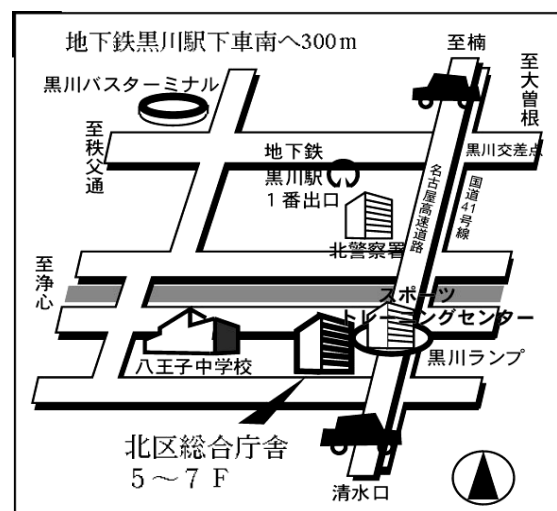 地下鉄黒川駅下車南へ300m
至楠
黒川バスターミナル
至大曽根
至秩父通
地下鉄
黒川駅
1番出口
黒川交差点
名古屋高速道路
国道41号線
北警察署
至浄心
スポーツ
トレーニングセンター
黒川ランプ
八王子中学校
北区総合庁舎
5～7F
清水口